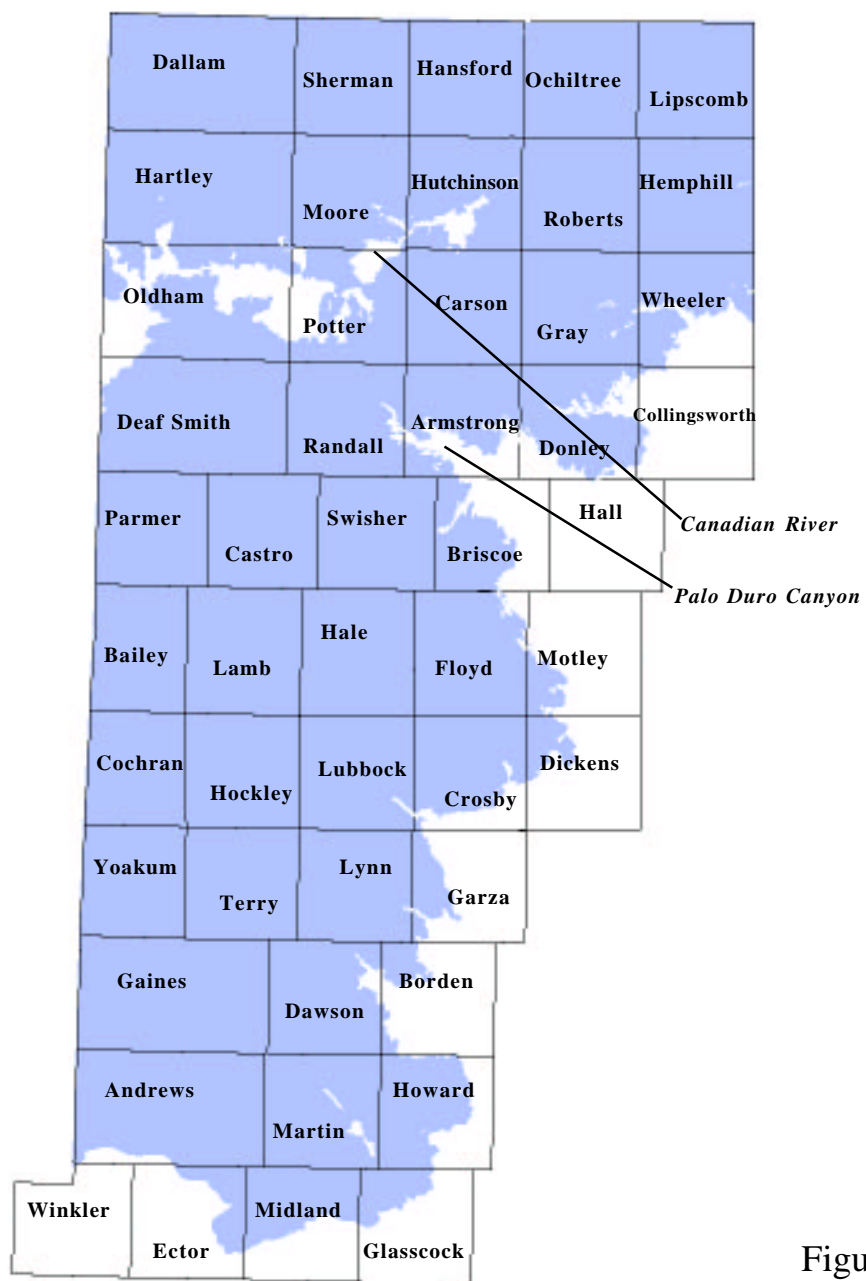 Dallam
Sherman
Hansford
Ochiltree
Lipscomb
Hartley
Moore
Hutchinson
Roberts
Hemphill
Oldham
Potter
Carson
Gray
Wheeler
Deaf Smith
Randall
Armstrong
Donley
Collingsworth
Parmer
Castro
Swisher
Briscoe
Hall
Canadian River
Palo Duro Canyon
Bailey
Lamb
Hale
Floyd
Motley
Cochran
Hockley
Lubbock
Crosby
Dickens
Yoakum
Terry
Lynn
Garza
Gaines
Dawson
Borden
Andrews
Martin
Howard
Winkler
Ector
Midland
Glasscock
Figu